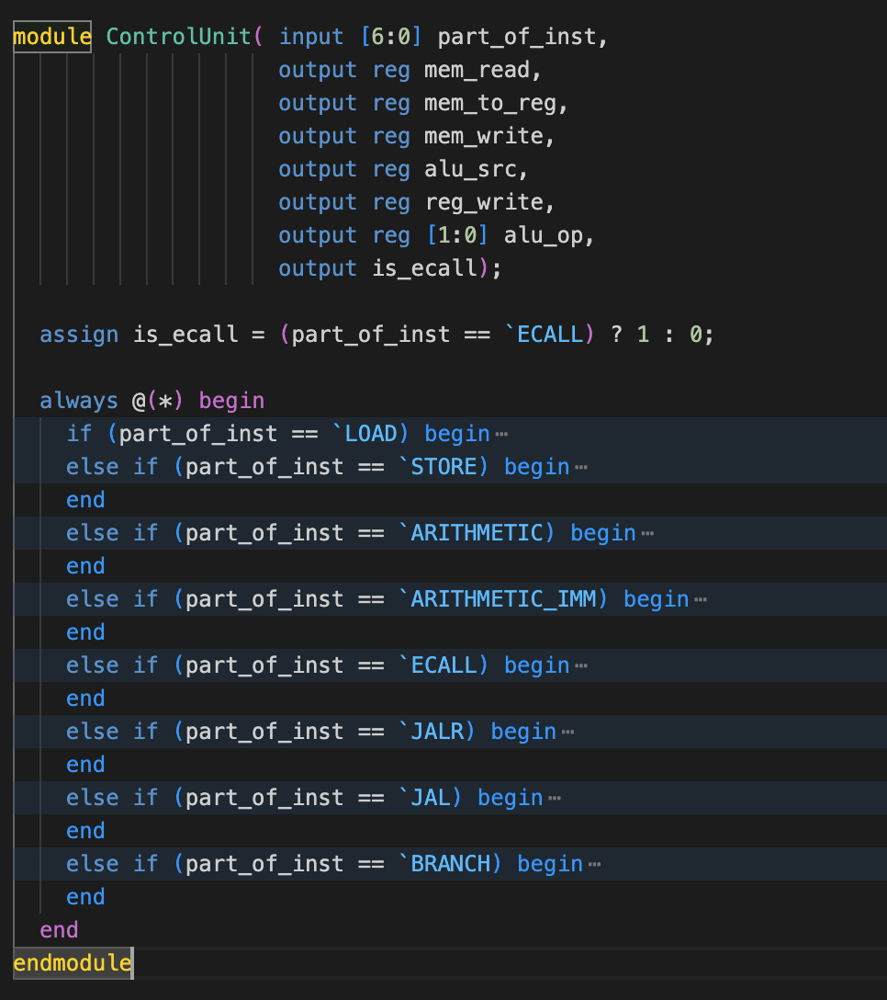 module ControlUnit( input [6:0] part_of_inst,
output reg mem_read,
output reg mem_to_reg,
output reg mem_write,
output reg alu_src,
output reg reg_write,
output reg [1:0] alu_op,
output is_ecall);
assign is_ecall = (part_of_inst == `ECALL) ? 1 : 0;
always @(*) begin
if (part_of_inst == `LOAD) begin⋯
else if (part_of_inst == `STORE) begin⋯
end
else if (part_of_inst == `ARITHMETIC) begin⋯
end
else if (part_of_inst == `ARITHMETIC_IMM) begin⋯
end
else if (part_of_inst == `ECALL) begin⋯
end
else if (part_of_inst == `JALR) begin⋯
end
else if (part_of_inst == `JAL) begin⋯
end
else if (part_of_inst == `BRANCH) begin⋯
end
end
endmodule